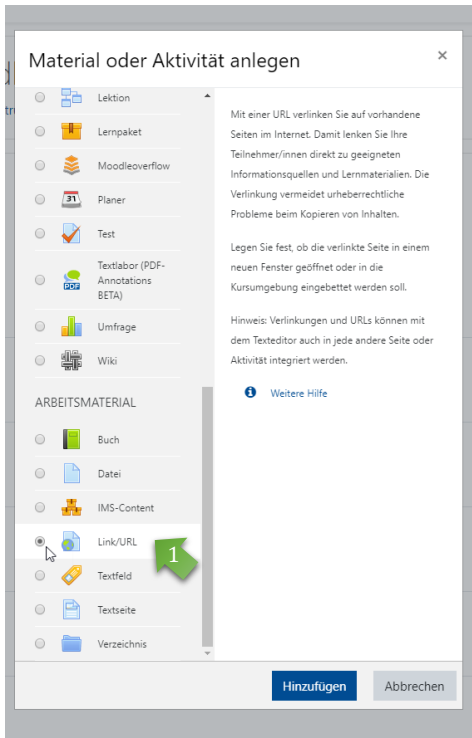 Material oder Aktivität anlegen
×
Lektion
Lernpaket
Moodleoverflow
31
Planer
Test
Textlabor (PDF-
Annotations
BETA)
PDF
Umfrage
Wiki
ARBEITSMATERIAL
Buch
Datei
IMS-Content
Link/URL
1
Textfeld
Textseite
Verzeichnis
Mit einer URL verlinken Sie auf vorhandene
Seiten im Internet. Damit lenken Sie Ihre
Teilnehmer/innen direkt zu geeigneten
Informationsquellen und Lernmaterialien. Die
Verlinkung vermeidet urheberrechtliche
Probleme beim Kopieren von Inhalten.
Legen Sie fest, ob die verlinkte Seite in einem
neuen Fenster geöffnet oder in die
Kursumgebung eingebettet werden soll.
Hinweis: Verlinkungen und URLs können mit
dem Texteditor auch in jede andere Seite oder
Aktivität integriert werden.
Weitere Hilfe
Hinzufügen
Abbrechen